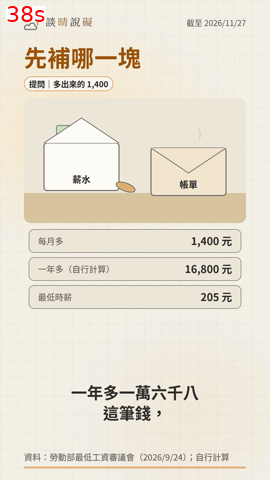 38s
談晴說礙
截至 2026/11/27
先補哪一塊
提問｜多出來的 1,400
薪水
帳單
每月多
1,400 元
一年多（自行計算）
16,800 元
最低時薪
205 元
一年多一萬六千八
這筆錢，
資料：勞動部最低工資審議會（2026/9/24）；自行計算